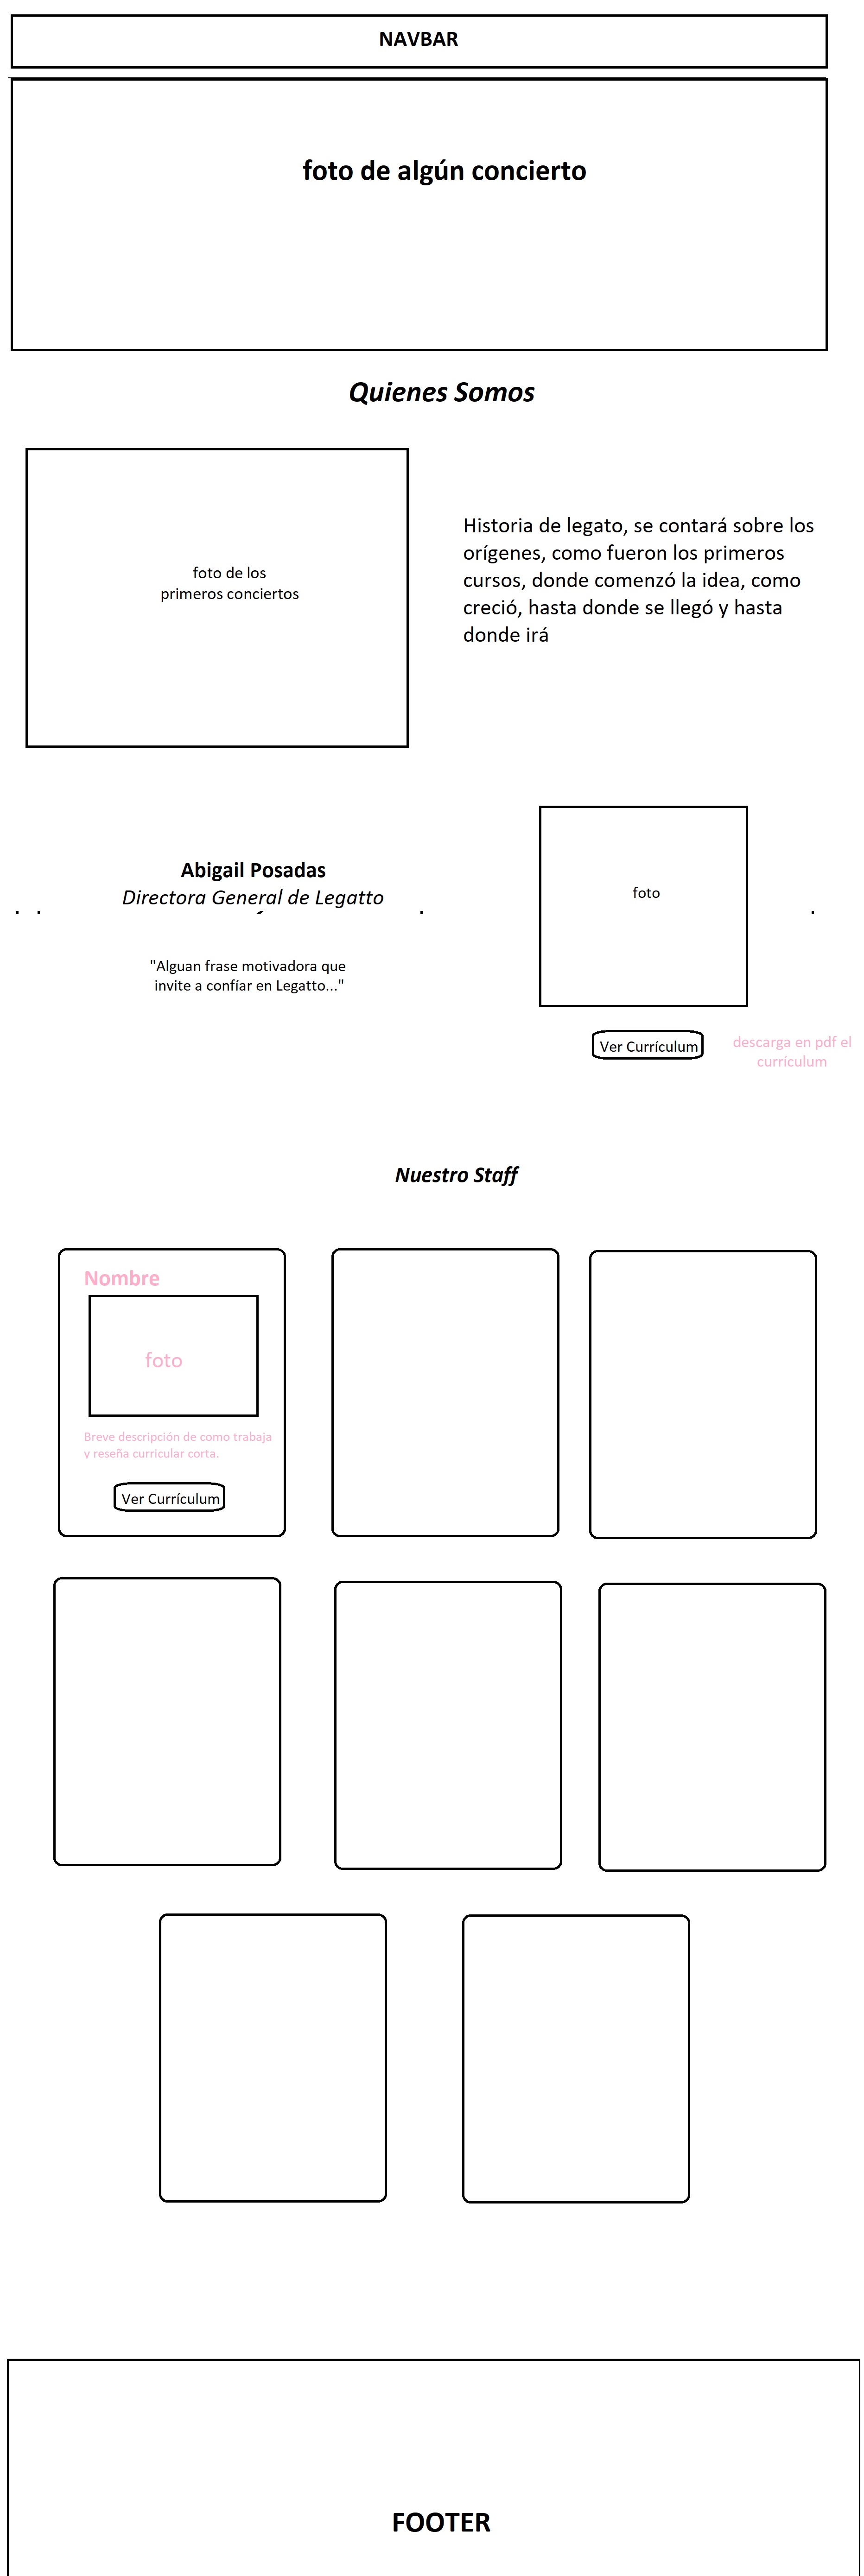 NAVBAR
foto de algún concierto
Quienes Somos
foto de los
primeros conciertos
Historia de legato, se contará sobre los
orígenes, como fueron los primeros
cursos, donde comenzó la idea, como
creció, hasta donde se llegó y hasta
donde irá
Abigail Posadas
Directora General de Legatto
"Alguan frase motivadora que
invite a confíar en Legatto..."
foto
Ver Currículum
descarga en pdf el
currículum
Nuestro Staff
Nombre
foto
Breve descripción de como trabaja
y reseña curricular corta.
Ver Currículum
FOOTER